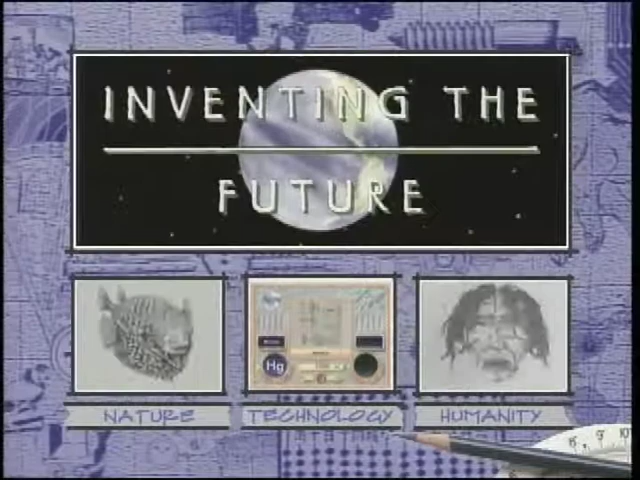 INVENTING THE
FUTURE
Hg
NATURE
TECHNOLOGY
HUMANITY